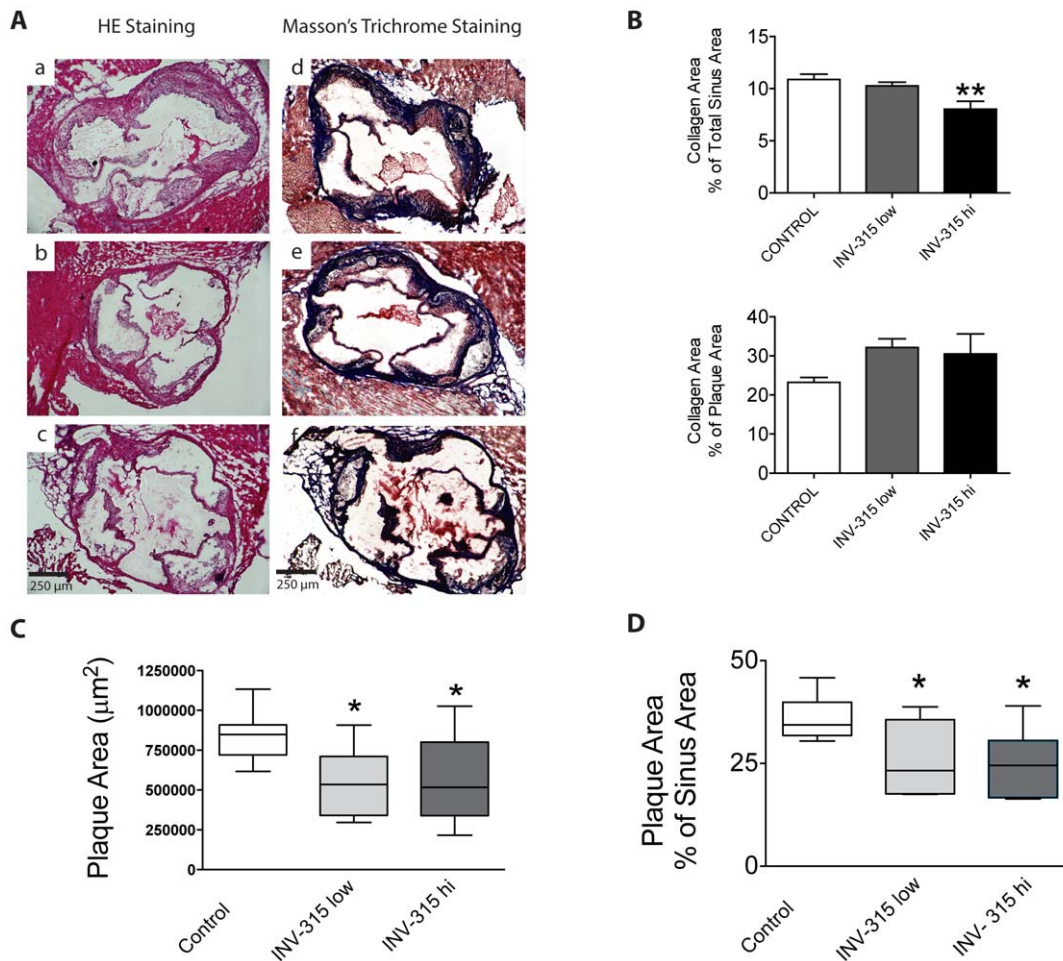 A
HE Staining
Masson's Trichrome Staining
a
d
b
e
c
f
250 μm
250 μm
B
Collagen Area
% of Total Sinus Area
15
10
5
0
**
CONTROL
INV-315 low
INV-315 hi
Collagen Area
% of Plaque Area
40
30
20
10
0
CONTROL
INV-315 low
INV-315 hi
C
Plaque Area (μm²)
1250000
1000000
750000
500000
250000
0
*
*
Control
INV-315 low
INV-315 hi
D
Plaque Area
% of Sinus Area
50
25
0
*
*
Control
INV-315 low
INV- 315 hi